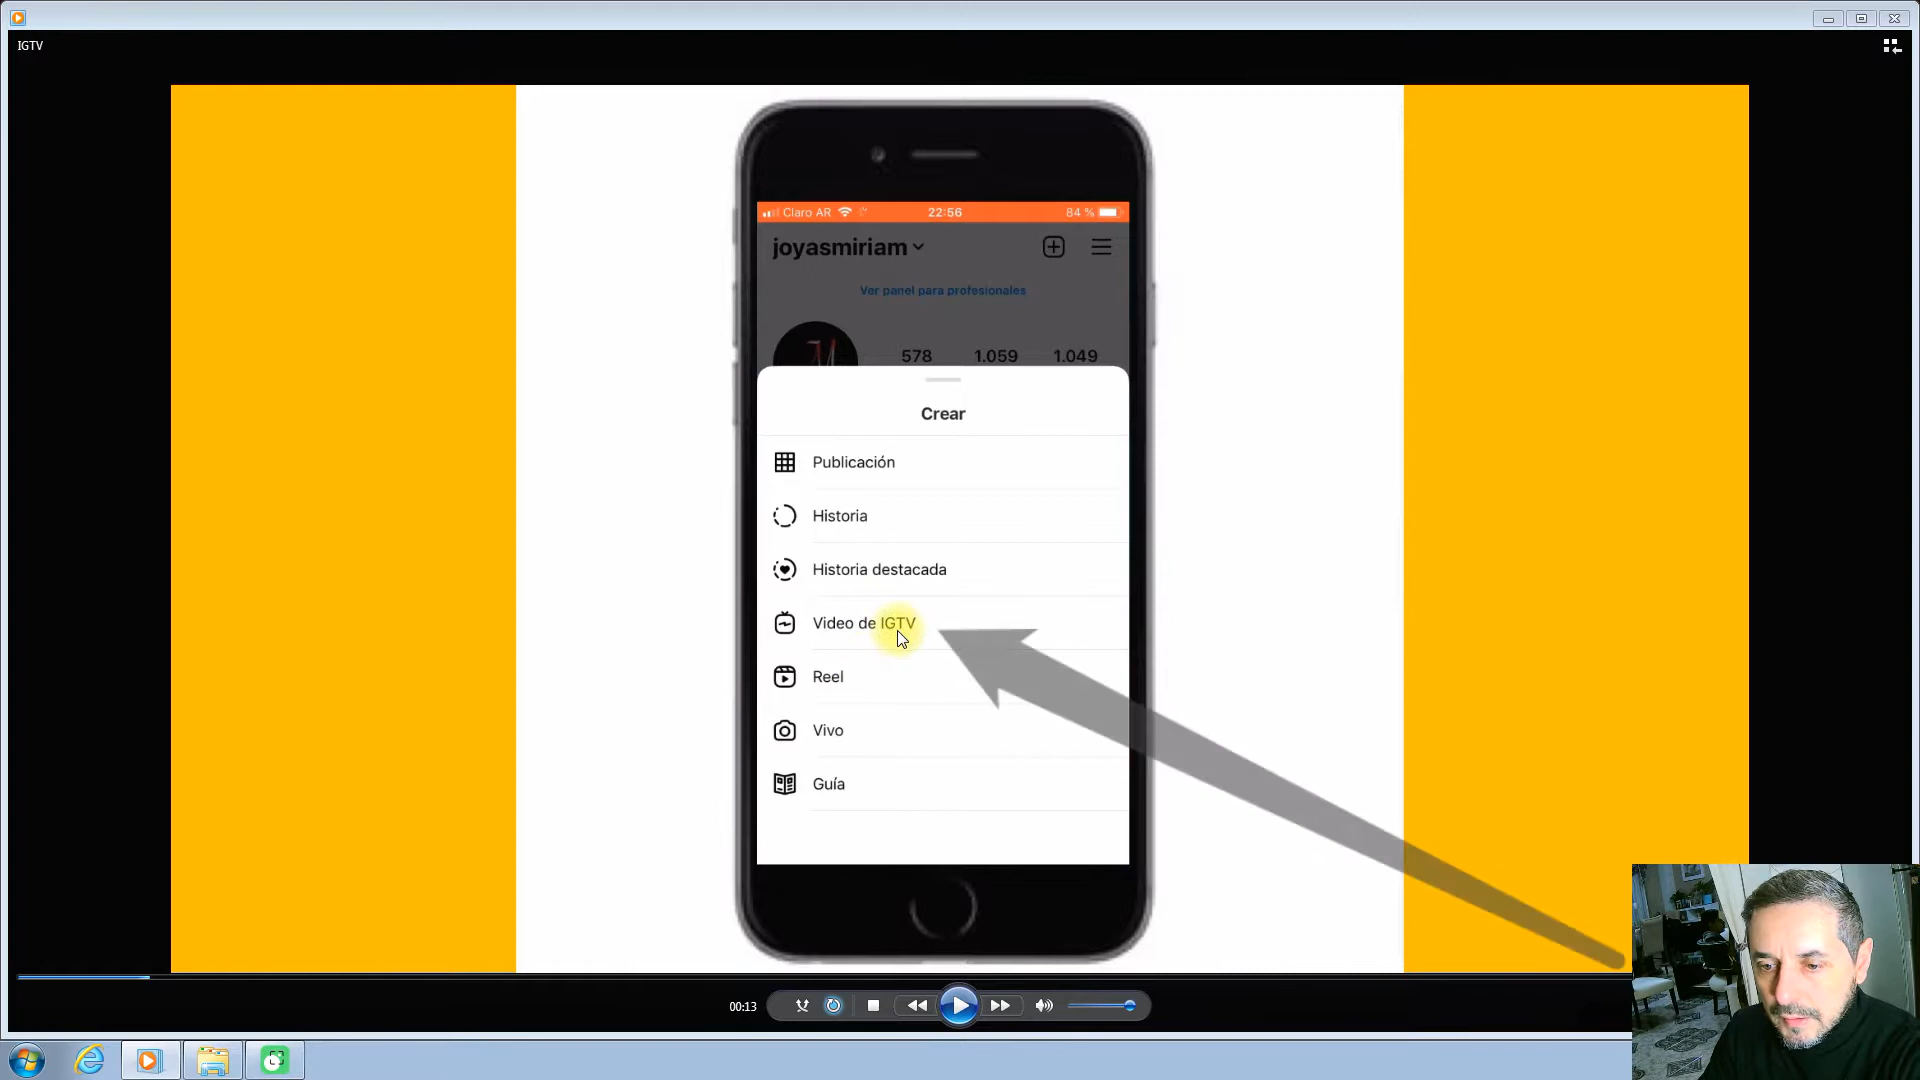 IGTV
Claro AR
22:56
84 %
joyasmiriam
Ver panel para profesionales
578
1.059
1.049
Crear
Publicación
Historia
Historia destacada
Video de IGTV
Reel
Vivo
Guía
00:13